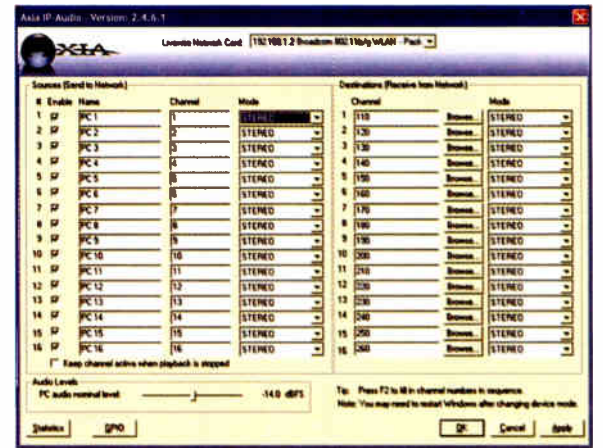 Axia IP-Audio - Version: 2.4.6.1
AXIA
Livewire Network Card 192.168.1.2 Broadcom 802.11b/g WLAN - Pack
Sources (Send to Network)
# Enable Name Channel Mode
1 PC 1 1 STEREO
2 PC 2 2 STEREO
3 PC 3 3 STEREO
4 PC 4 4 STEREO
5 PC 5 5 STEREO
6 PC 6 6 STEREO
7 PC 7 7 STEREO
8 PC 8 8 STEREO
9 PC 9 9 STEREO
10 PC 10 10 STEREO
11 PC 11 11 STEREO
12 PC 12 12 STEREO
13 PC 13 13 STEREO
14 PC 14 14 STEREO
15 PC 15 15 STEREO
16 PC 16 16 STEREO
Keep channel active when playback is stopped
Destinations (Receive from Network)
Channel Mode
1 110 Browse... STEREO
2 120 Browse... STEREO
3 130 Browse... STEREO
4 140 Browse... STEREO
5 150 Browse... STEREO
6 160 Browse... STEREO
7 170 Browse... STEREO
8 180 Browse... STEREO
9 190 Browse... STEREO
10 200 Browse... STEREO
11 210 Browse... STEREO
12 220 Browse... STEREO
13 230 Browse... STEREO
14 240 Browse... STEREO
15 250 Browse... STEREO
16 260 Browse... STEREO
Audio Levels
PC audio nominal level -14.0 dBFS
Tip: Press F2 to fill in channel numbers in sequence.
Note: You may need to restart Windows after changing device mode.
Statistics GPIO OK Cancel Apply